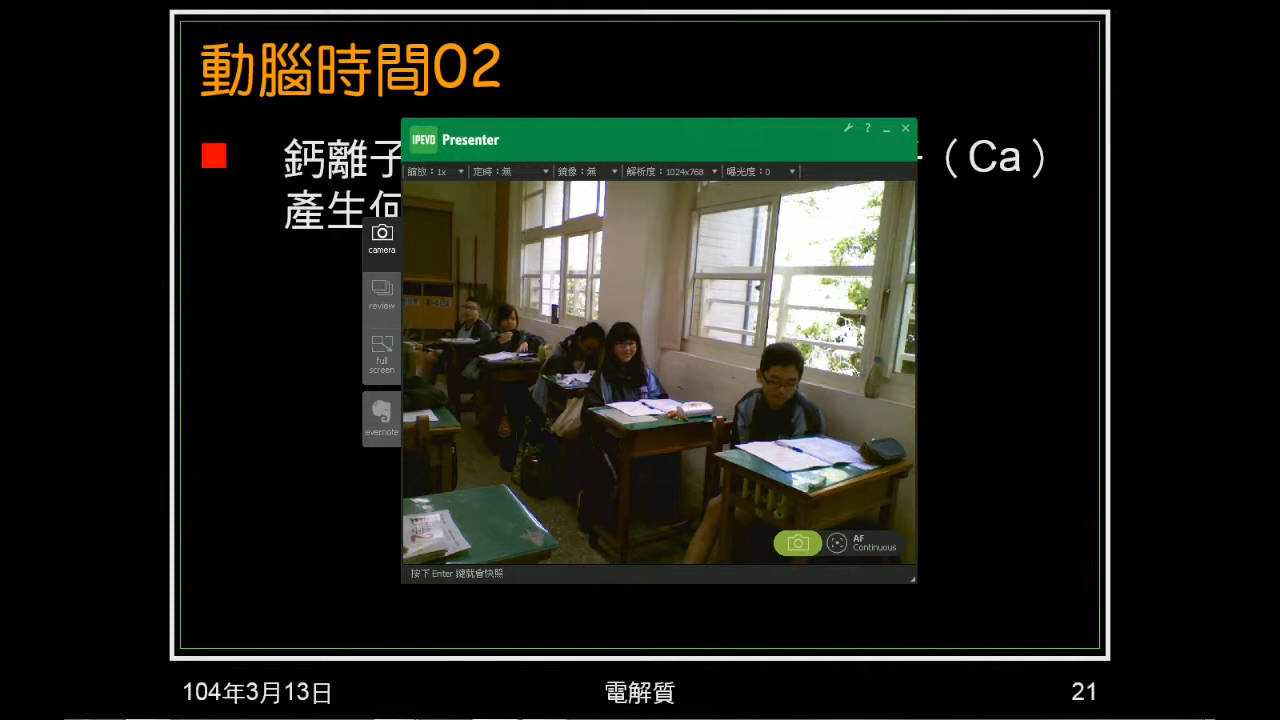 動腦時間02
鈣離子
（Ca）
產生何
IPEVO Presenter
縮放：1x 定時：無 鏡像：無 解析度：1024x768 曝光度：0
camera
review
full
screen
evernote
AF
Continuous
按下 Enter 鍵就會快照
104年3月13日 電解質 21